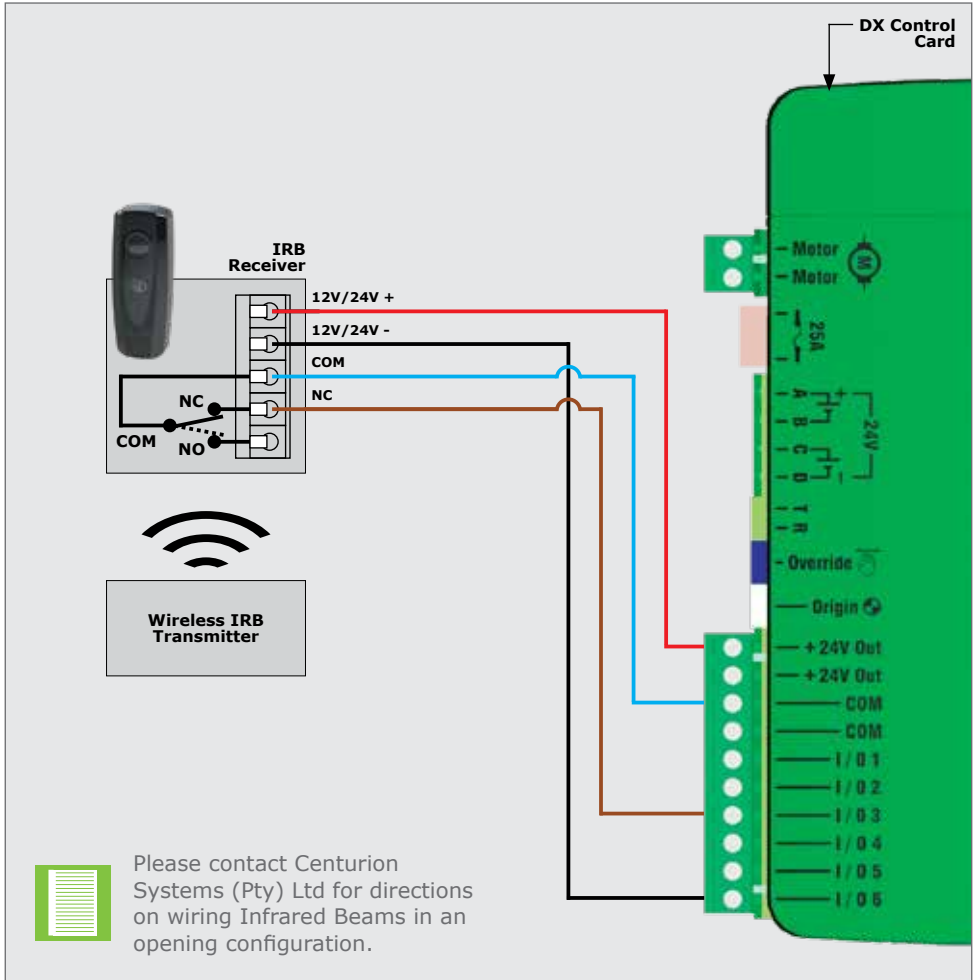 DX Control
Card
IRB
Receiver
12V/24V +
12V/24V -
COM
NC
NC
COM
NO
Wireless IRB
Transmitter
Motor
Motor
M
25A
A +
B
24V
C
D -
T
R
Override
Origin
+ 24V Out
+ 24V Out
COM
COM
I / O 1
I / O 2
I / O 3
I / O 4
I / O 5
I / O 6
Please contact Centurion
Systems (Pty) Ltd for directions
on wiring Infrared Beams in an
opening configuration.